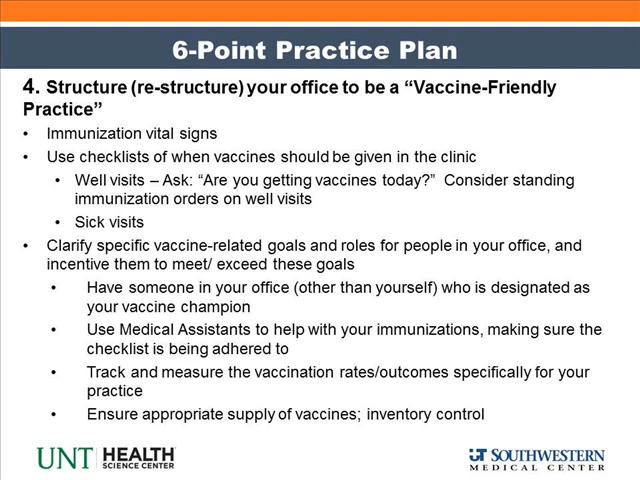 6-Point Practice Plan
4. Structure (re-structure) your office to be a “Vaccine-Friendly
Practice”
• Immunization vital signs
• Use checklists of when vaccines should be given in the clinic
• Well visits – Ask: “Are you getting vaccines today?” Consider standing
immunization orders on well visits
• Sick visits
• Clarify specific vaccine-related goals and roles for people in your office, and
incentive them to meet/ exceed these goals
• Have someone in your office (other than yourself) who is designated as
your vaccine champion
• Use Medical Assistants to help with your immunizations, making sure the
checklist is being adhered to
• Track and measure the vaccination rates/outcomes specifically for your
practice
• Ensure appropriate supply of vaccines; inventory control
UNT HEALTH
SCIENCE CENTER
UT SOUTHWESTERN
MEDICAL CENTER